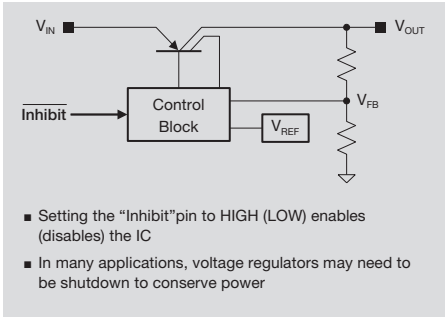 V_IN
V_OUT
Inhibit
Control
Block
V_FB
V_REF
■ Setting the “Inhibit”pin to HIGH (LOW) enables
(disables) the IC
■ In many applications, voltage regulators may need to
be shutdown to conserve power